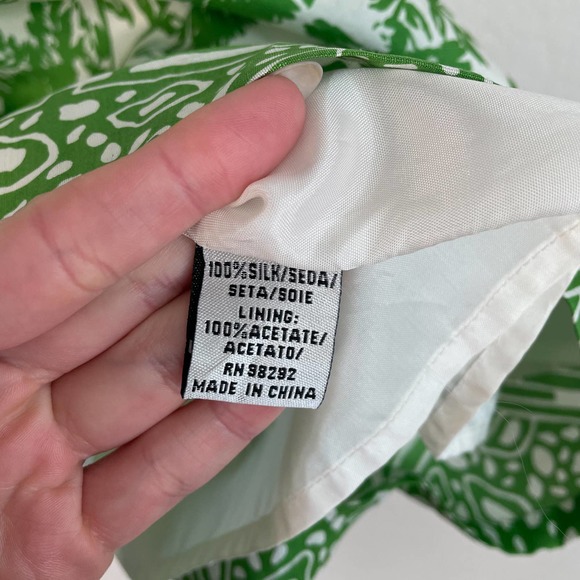 100%SILK/SEDA/
SETA/SOIE
LINING:
100%ACETATE/
ACETATO/
RN 98292
MADE IN CHINA